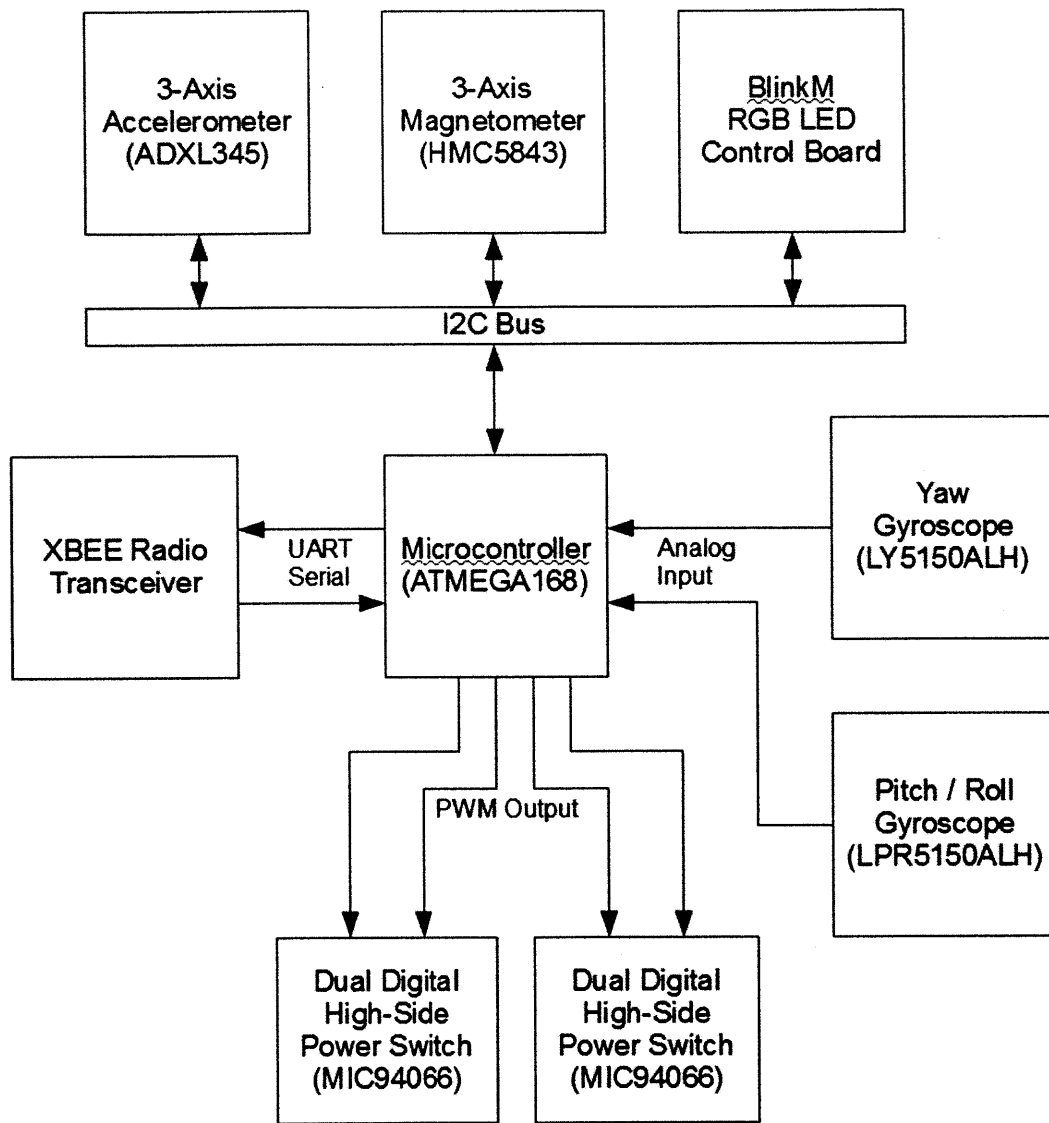 3-Axis
Accelerometer
(ADXL345)
3-Axis
Magnetometer
(HMC5843)
BlinkM
RGB LED
Control Board
I2C Bus
XBEE Radio
Transceiver
UART
Serial
Microcontroller
(ATMEGA168)
Analog
Input
Yaw
Gyroscope
(LY5150ALH)
Pitch / Roll
Gyroscope
(LPR5150ALH)
PWM Output
Dual Digital
High-Side
Power Switch
(MIC94066)
Dual Digital
High-Side
Power Switch
(MIC94066)